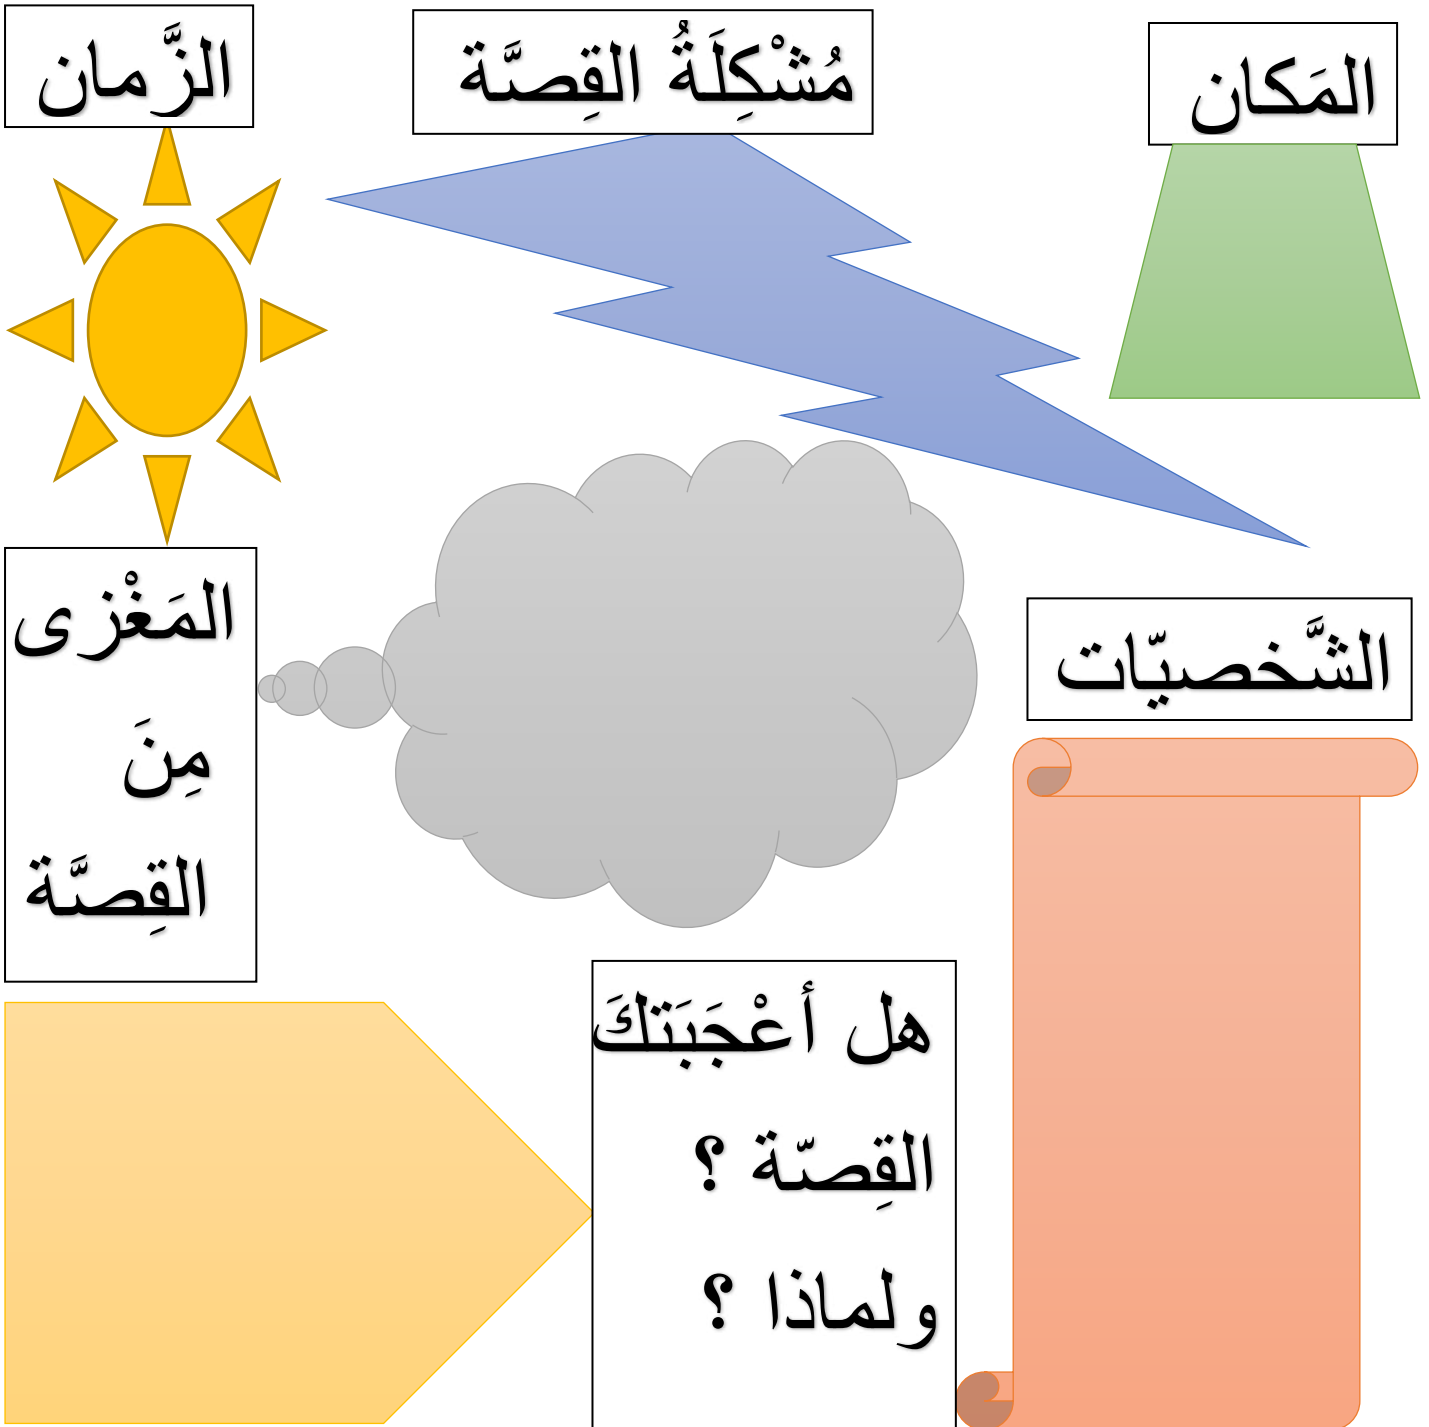 المَكان
مُشْكِلَةُ القِصَّة
الزَّمان
الشَّخصيّات
المَغْزى
مِنَ
القِصَّة
هل أعْجَبَتكَ
القِصّة ؟
ولماذا ؟